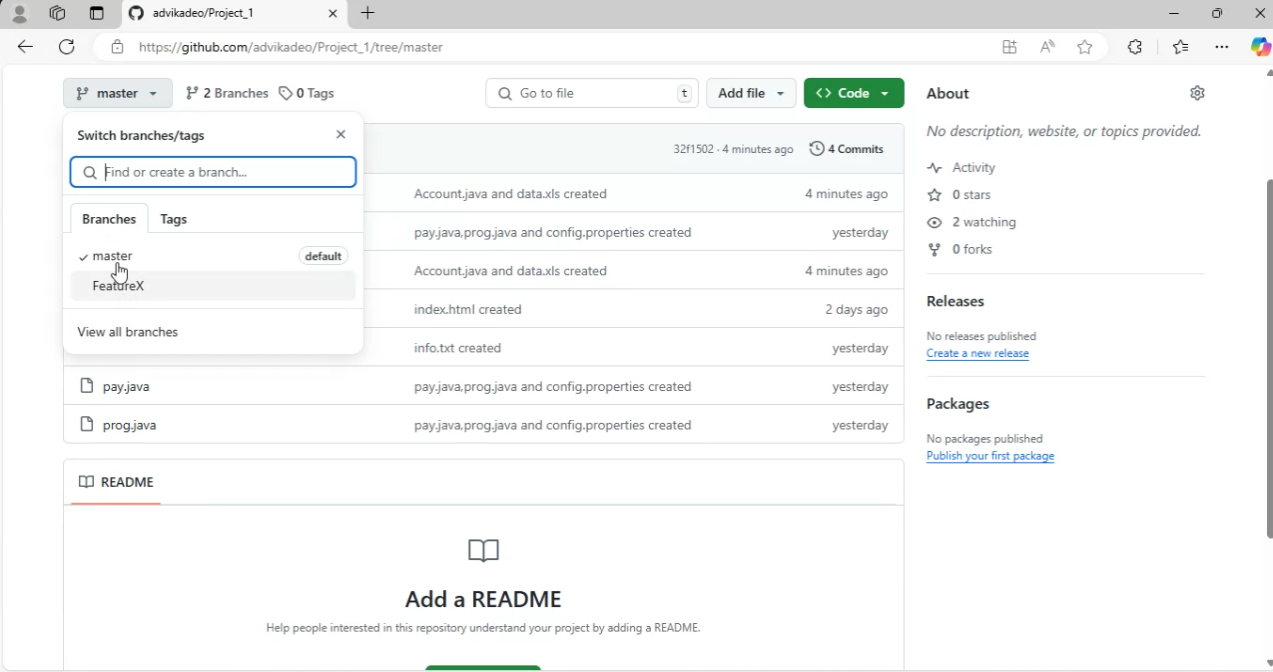 advikadeo/Project_1
https://github.com/advikadeo/Project_1/tree/master
master 2 Branches 0 Tags Go to file t Add file Code
Switch branches/tags
Find or create a branch...
Branches Tags
master default
FeatureX
View all branches
32f1502 · 4 minutes ago 4 Commits
Account.java and data.xls created 4 minutes ago
pay.java,prog.java and config.properties created yesterday
Account.java and data.xls created 4 minutes ago
index.html created 2 days ago
info.txt created yesterday
pay.java pay.java,prog.java and config.properties created yesterday
prog.java pay.java,prog.java and config.properties created yesterday
README
Add a README
Help people interested in this repository understand your project by adding a README.
About
No description, website, or topics provided.
Activity
0 stars
2 watching
0 forks
Releases
No releases published
Create a new release
Packages
No packages published
Publish your first package